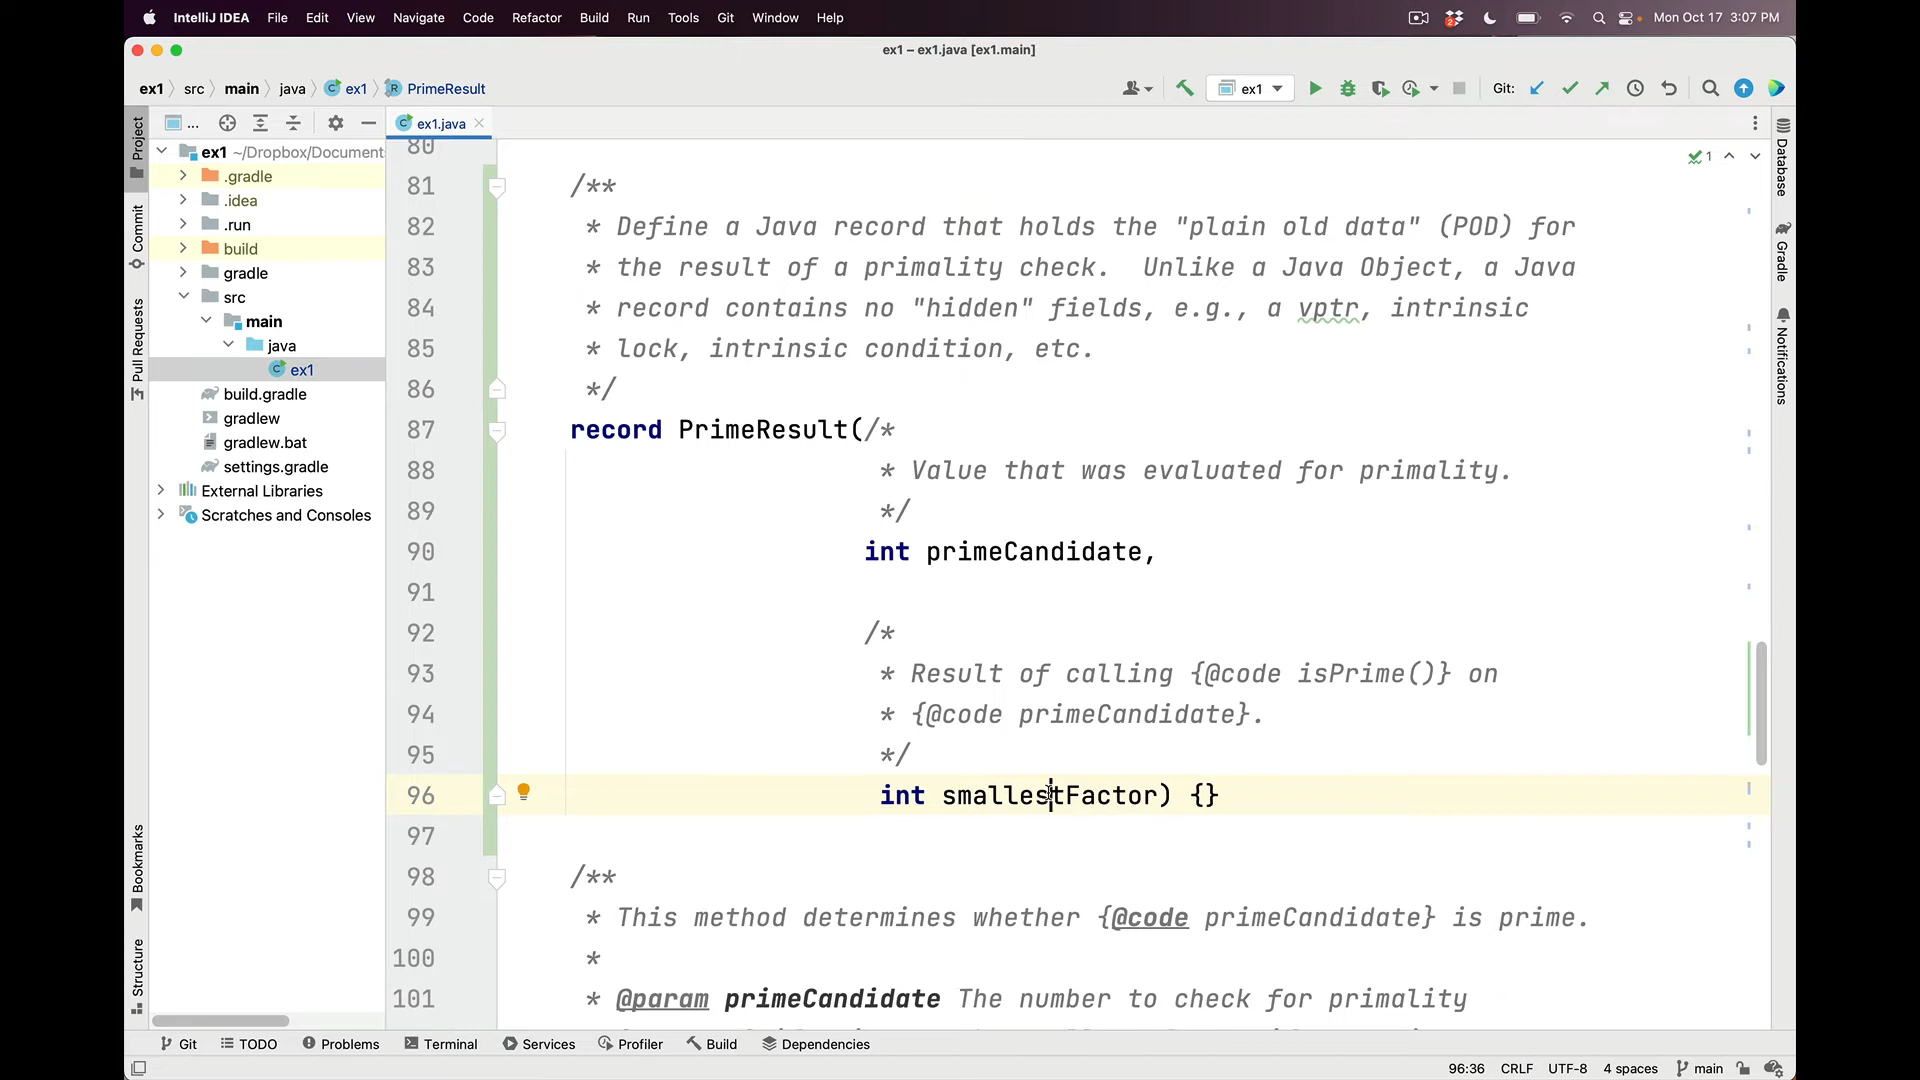 IntelliJ IDEA File Edit View Navigate Code Refactor Build Run Tools Git Window Help 2 Mon Oct 17 3:07 PM
ex1 – ex1.java [ex1.main]
ex1 src main java ex1 PrimeResult ex1 Git:
... ex1.java
Project
Commit
Pull Requests
Bookmarks
Structure
ex1 ~/Dropbox/Document
.gradle
.idea
.run
build
gradle
src
main
java
ex1
build.gradle
gradlew
gradlew.bat
settings.gradle
External Libraries
Scratches and Consoles
1
80
81 /**
82 * Define a Java record that holds the "plain old data" (POD) for
83 * the result of a primality check. Unlike a Java Object, a Java
84 * record contains no "hidden" fields, e.g., a vptr, intrinsic
85 * lock, intrinsic condition, etc.
86 */
87 record PrimeResult(/*
88 * Value that was evaluated for primality.
89 */
90 int primeCandidate,
91
92 /*
93 * Result of calling {@code isPrime()} on
94 * {@code primeCandidate}.
95 */
96 int smallestFactor) {}
97
98 /**
99 * This method determines whether {@code primeCandidate} is prime.
100 *
101 * @param primeCandidate The number to check for primality
Database
Gradle
Notifications
Git TODO Problems Terminal Services Profiler Build Dependencies
96:36 CRLF UTF-8 4 spaces main